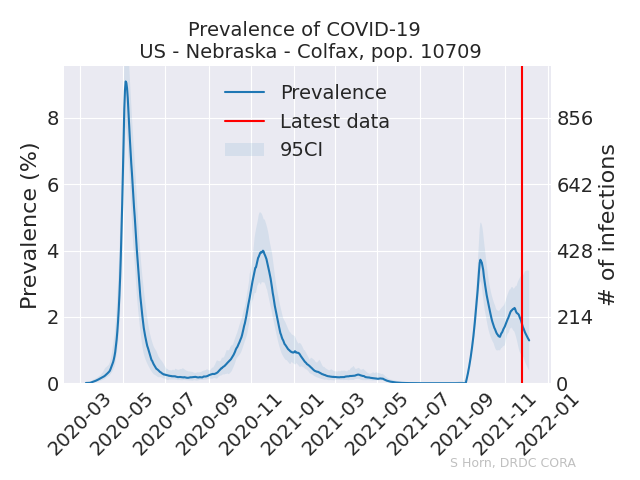 Prevalence of COVID-19
US - Nebraska - Colfax, pop. 10709
Prevalence
Latest data
95CI
Prevalence (%)
8
6
4
2
0
856
642
428
214
0
# of infections
2020-03
2020-05
2020-07
2020-09
2020-11
2021-01
2021-03
2021-05
2021-07
2021-09
2021-11
2022-01
S Horn, DRDC CORA